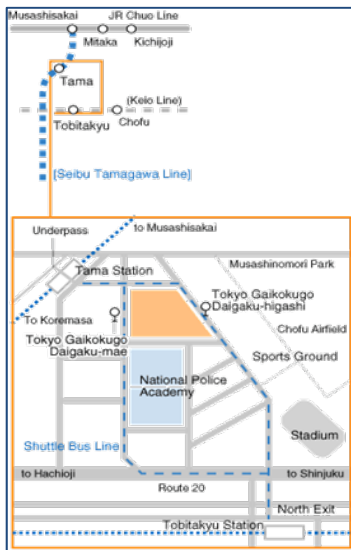 Musashisakai
JR Chuo Line
Mitaka
Kichijoji
Tama
(Keio Line)
Tobitakyu
Chofu
[Seibu Tamagawa Line]
to Musashisakai
Underpass
Musashinomori Park
Tama Station
Tokyo Gaikokugo
Daigaku-higashi
To Koremasa
Chofu Airfield
Tokyo Gaikokugo
Daigaku-mae
Sports Ground
National Police
Academy
Stadium
Shuttle Bus Line
to Hachioji
to Shinjuku
Route 20
North Exit
Tobitakyu Station